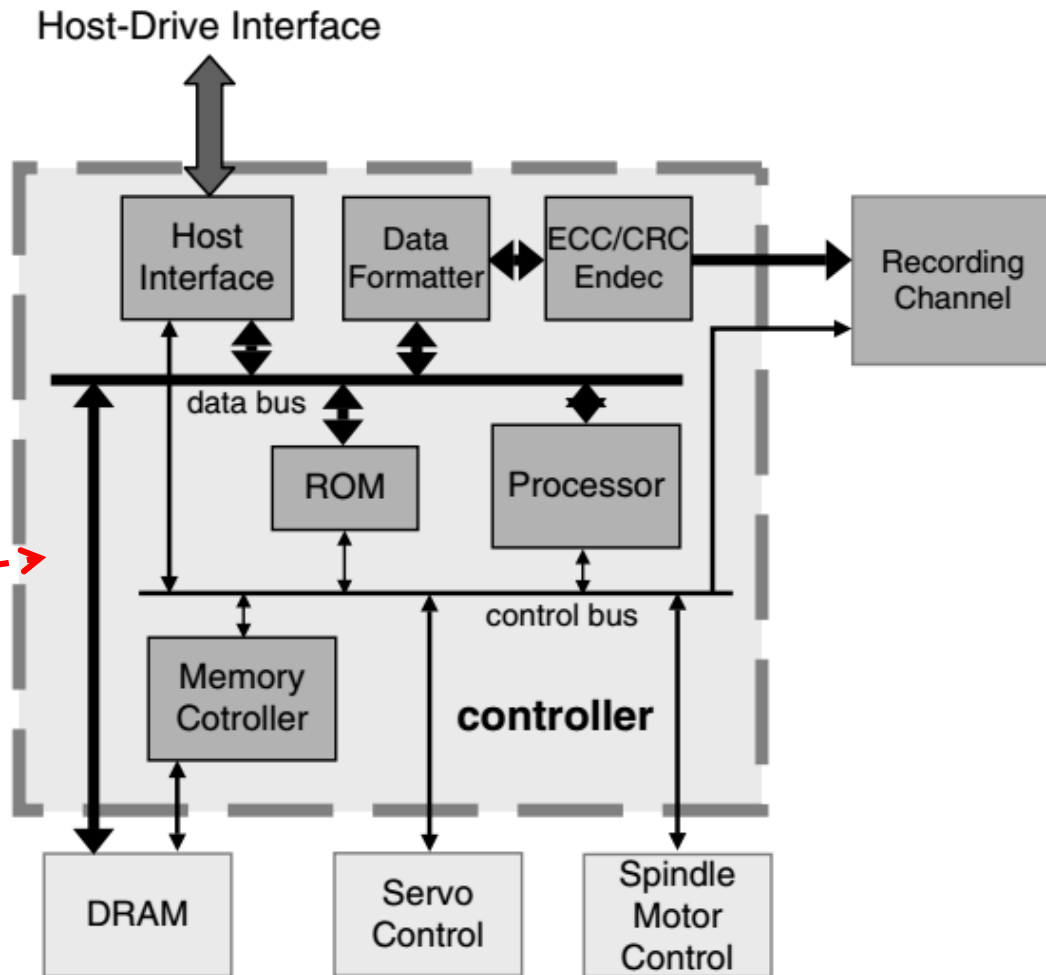 Host-Drive Interface
Host
Interface
Data
Formatter
ECC/CRC
Endec
Recording
Channel
data bus
ROM
Processor
control bus
Memory
Cotroller
controller
DRAM
Servo
Control
Spindle
Motor
Control